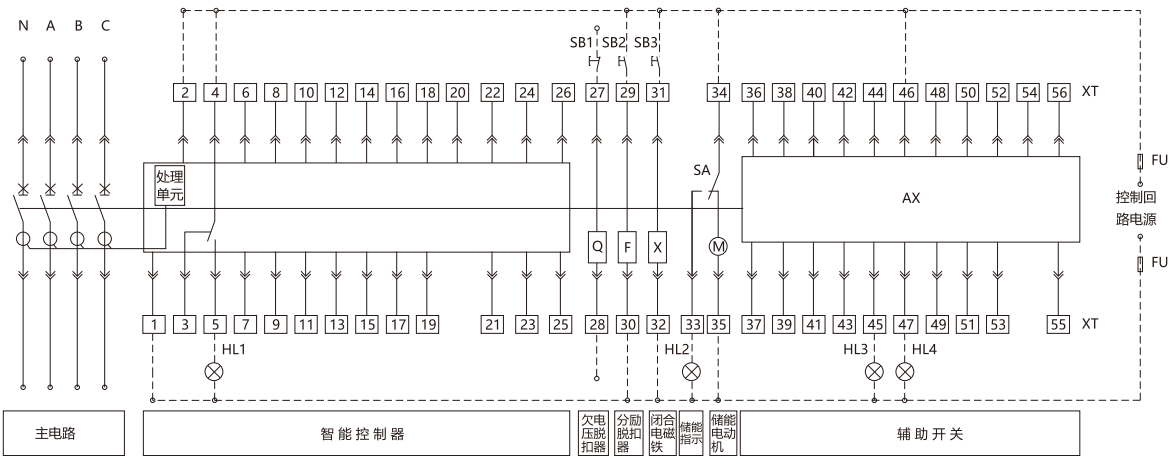 N A B C
SB1 SB2 SB3
2 4 6 8 10 12 14 16 18 20 22 24 26 27 29 31 34 36 38 40 42 44 46 48 50 52 54 56 XT
FU
处理
单元
SA
AX
控制回
路电源
Q F X M
FU
1 3 5 7 9 11 13 15 17 19 21 23 25 28 30 32 33 35 37 39 41 43 45 47 49 51 53 55 XT
HL1 HL2 HL3 HL4
主电路
智能控制器
欠电
压脱
扣器
分励
脱扣
器
闭合
电磁
铁
储能
指示
储能
电动
机
辅助开关